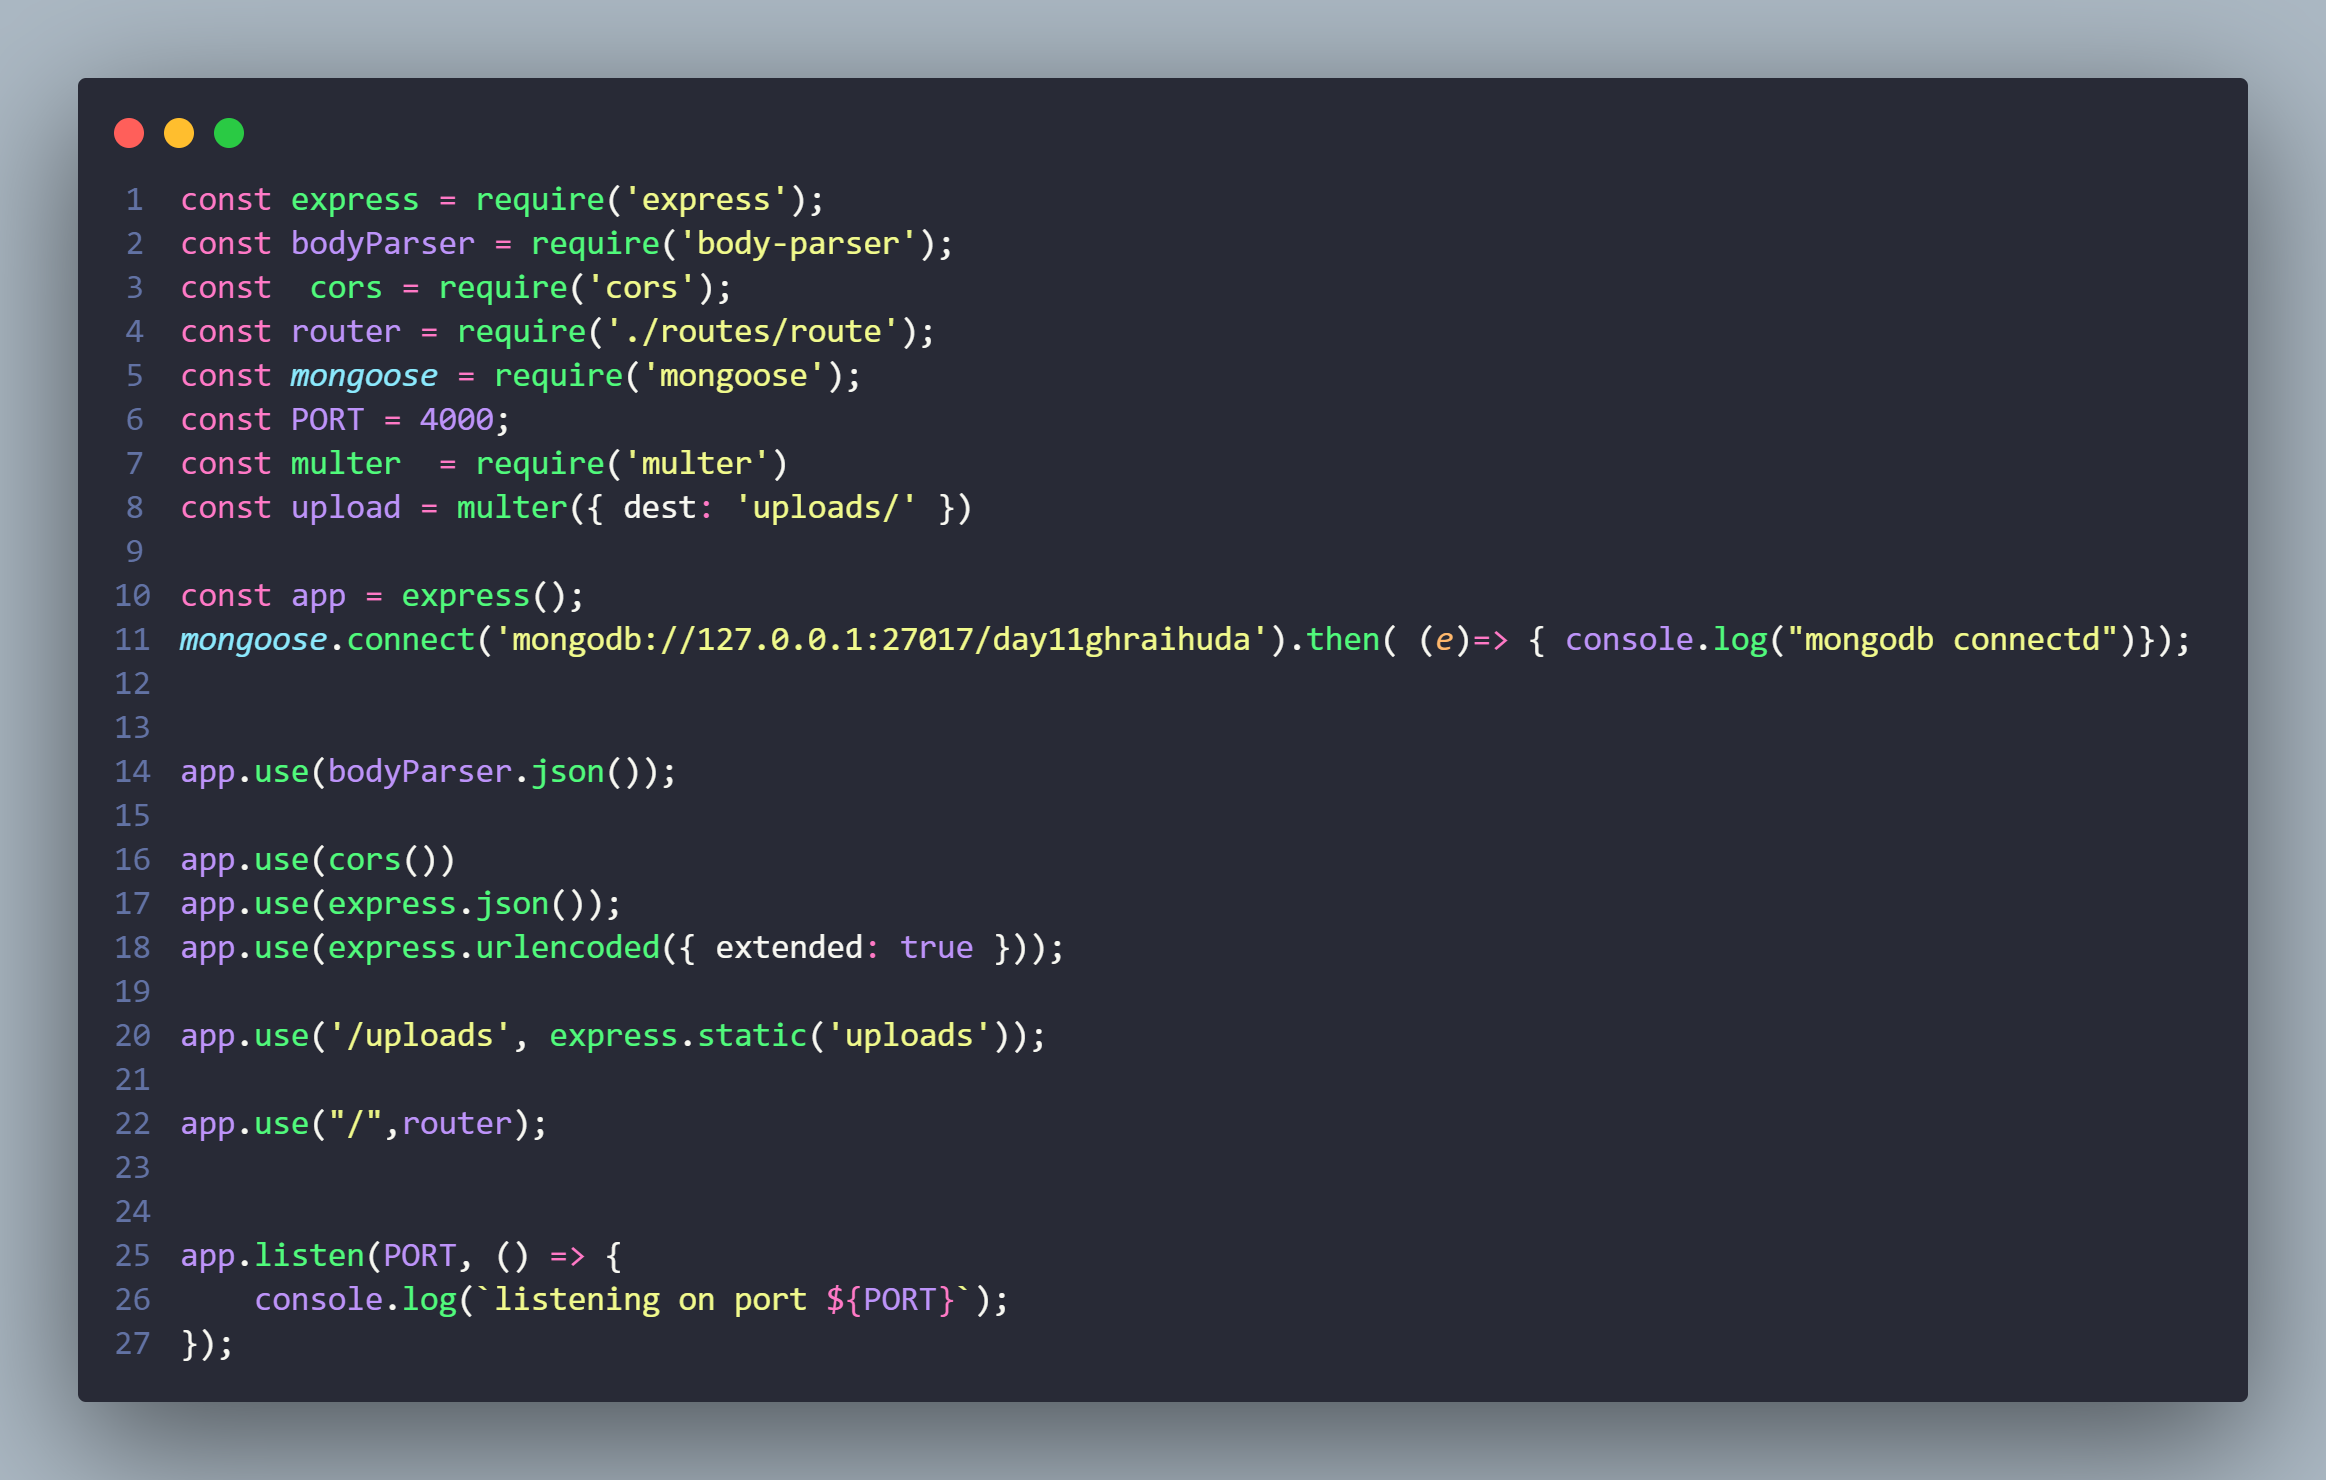 1 const express = require('express');
2 const bodyParser = require('body-parser');
3 const  cors = require('cors');
4 const router = require('./routes/route');
5 const mongoose = require('mongoose');
6 const PORT = 4000;
7 const multer  = require('multer')
8 const upload = multer({ dest: 'uploads/' })
9
10 const app = express();
11 mongoose.connect('mongodb://127.0.0.1:27017/day11ghraihuda').then( (e)=> { console.log("mongodb connectd")});
12
13
14 app.use(bodyParser.json());
15
16 app.use(cors())
17 app.use(express.json());
18 app.use(express.urlencoded({ extended: true }));
19
20 app.use('/uploads', express.static('uploads'));
21
22 app.use("/",router);
23
24
25 app.listen(PORT, () => {
26     console.log(`listening on port ${PORT}`);
27 });